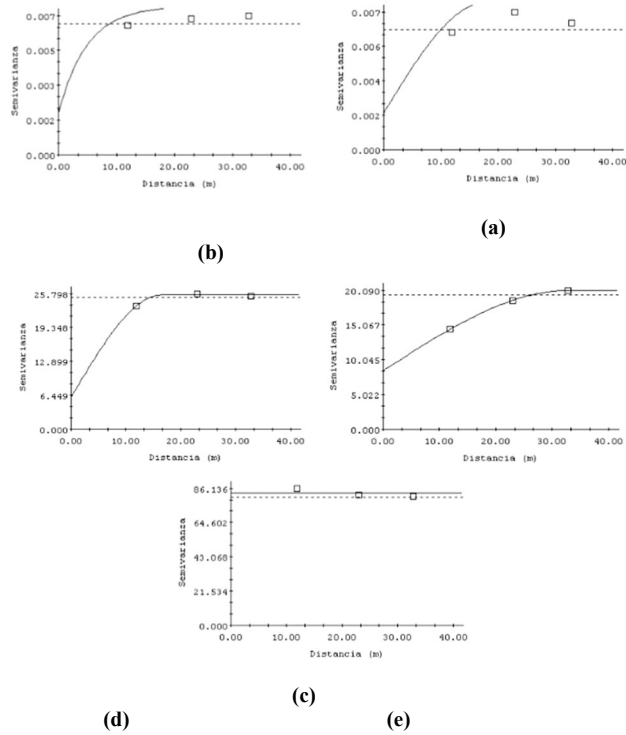 Semivarianza
0.007
0.005
0.003
0.002
0.000
0.00 10.00 20.00 30.00 40.00
Distancia (m)
(b)
Semivarianza
0.007
0.006
0.004
0.002
0.000
0.00 10.00 20.00 30.00 40.00
Distancia (m)
(a)
Semivarianza
25.798
19.348
12.899
6.449
0.000
0.00 10.00 20.00 30.00 40.00
Distancia (m)
Semivarianza
20.090
15.067
10.045
5.022
0.000
0.00 10.00 20.00 30.00 40.00
Distancia (m)
Semivarianza
86.136
64.602
43.068
21.534
0.000
0.00 10.00 20.00 30.00 40.00
Distancia (m)
(c)
(d) (e)